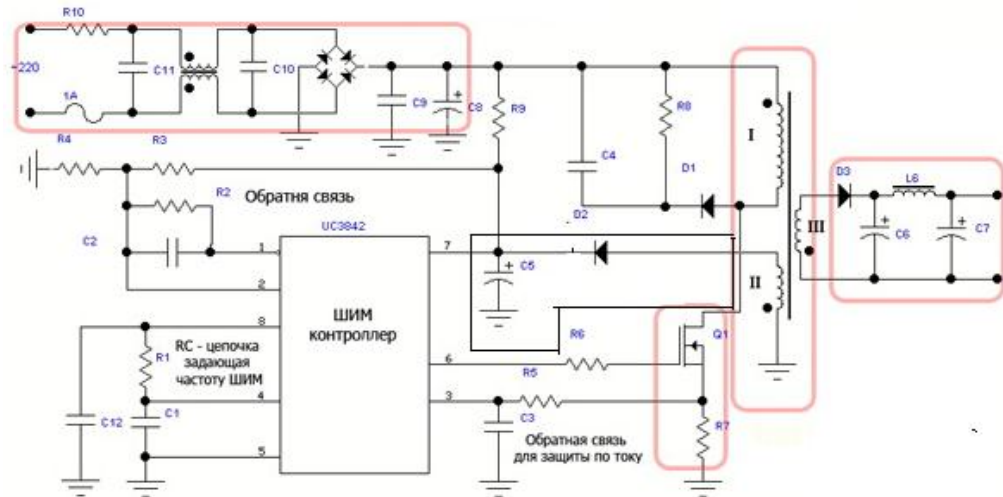 R10
~220
C11
C10
1A
C9
C8
R9
R8
C4
D1
I
R4
R3
R2
Обратня связь
C2
UC3842
D2
D3
L6
C6
C7
III
II
1
7
C5
2
ШИМ
контроллер
8
RC - цепочка
задающая
частоту ШИМ
R1
R6
Q1
6
R5
4
3
C12
C1
C3
R7
5
Обратная связь
для защиты по току